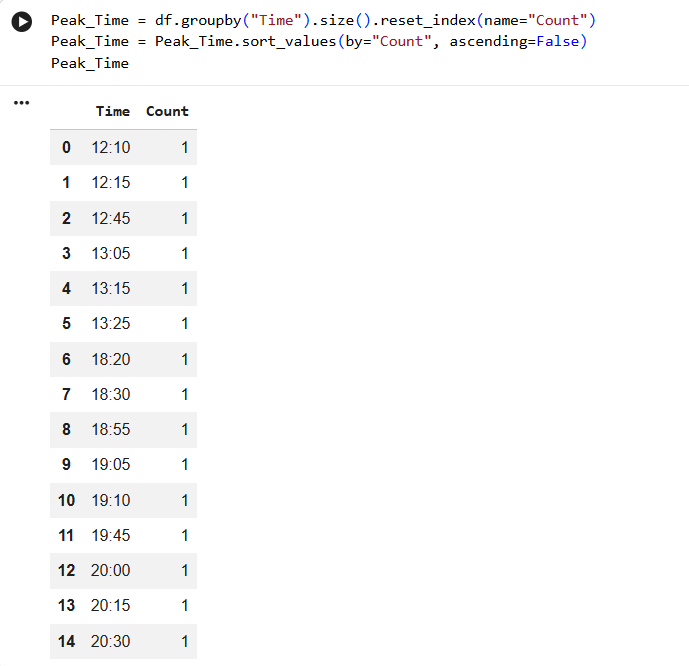 Peak_Time = df.groupby("Time").size().reset_index(name="Count")
Peak_Time = Peak_Time.sort_values(by="Count", ascending=False)
Peak_Time
Time Count
0 12:10 1
1 12:15 1
2 12:45 1
3 13:05 1
4 13:15 1
5 13:25 1
6 18:20 1
7 18:30 1
8 18:55 1
9 19:05 1
10 19:10 1
11 19:45 1
12 20:00 1
13 20:15 1
14 20:30 1